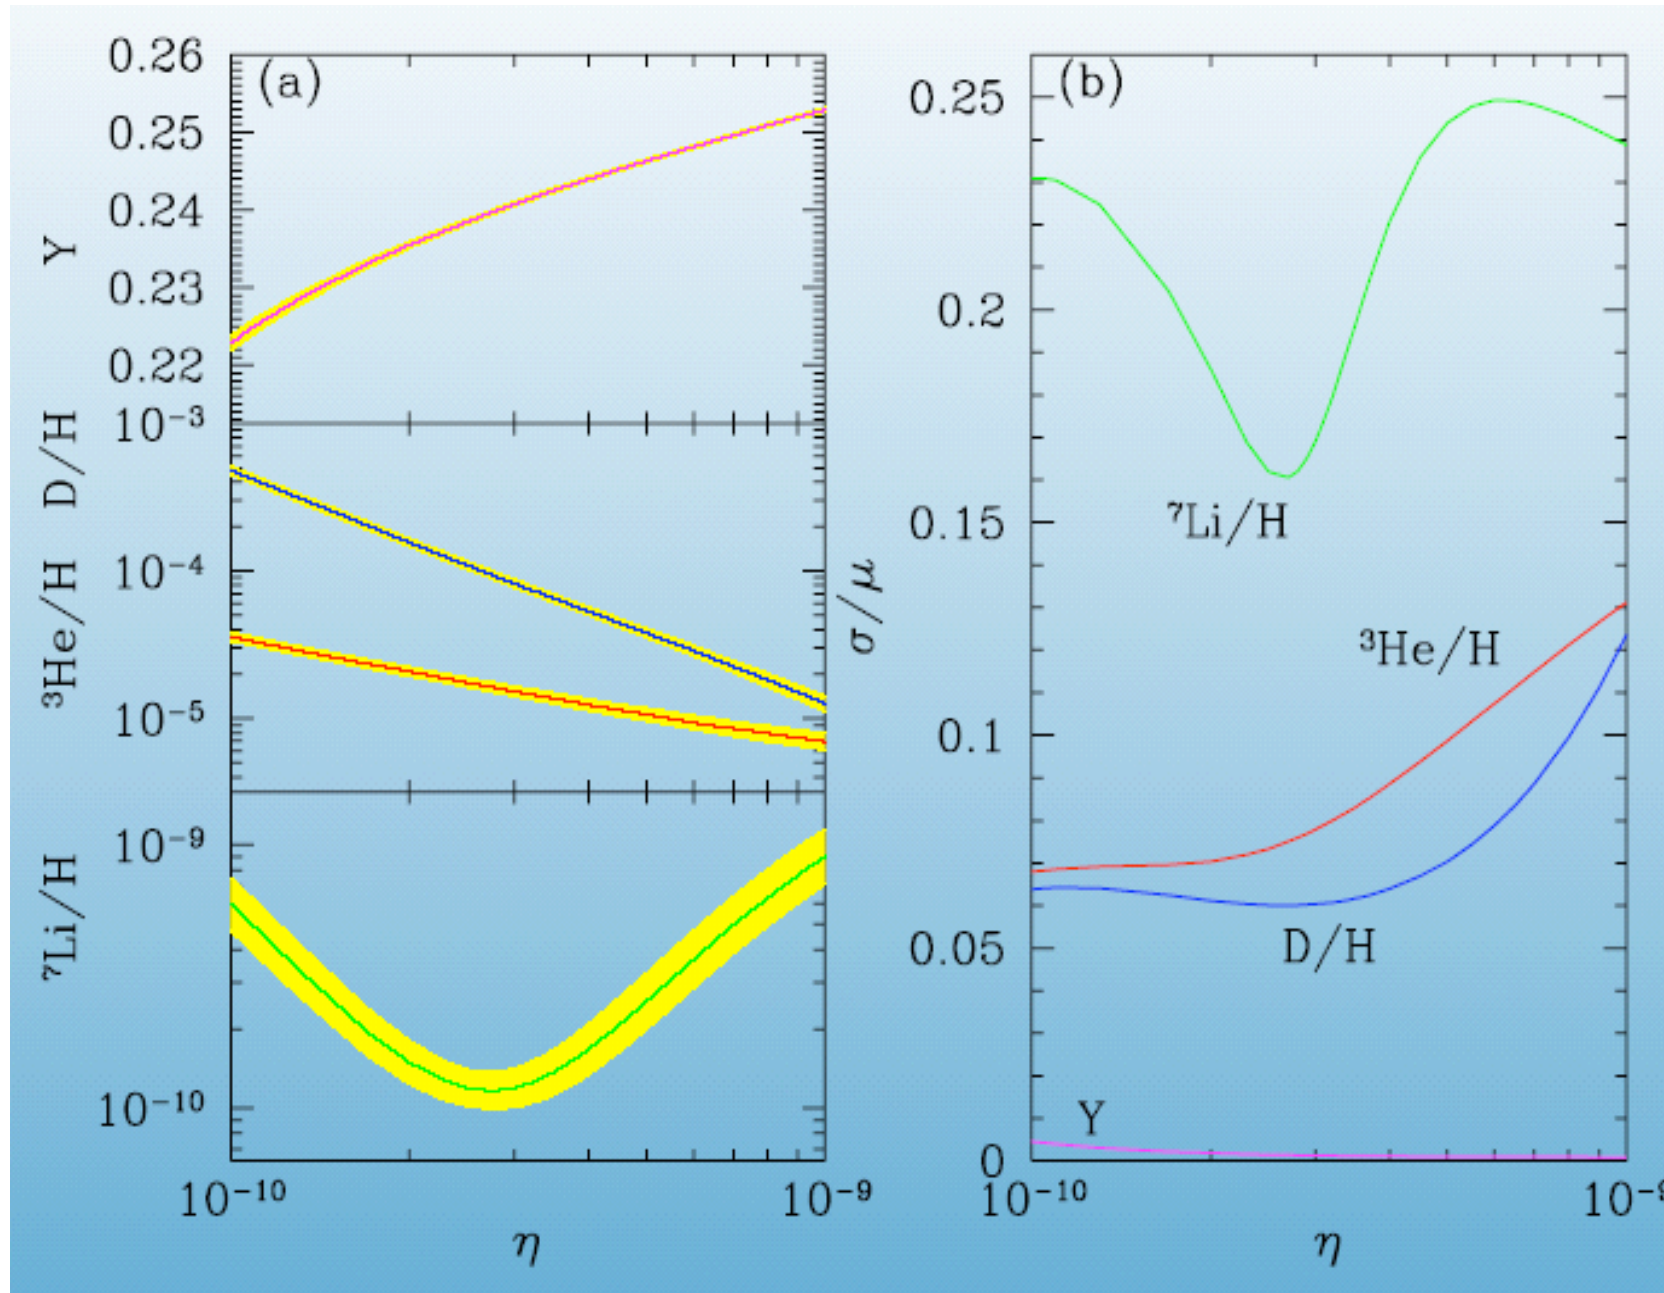 (a)
0.26
0.25
0.24
0.23
0.22
Y
10⁻³
10⁻⁴
10⁻⁵
³He/H D/H
10⁻⁹
10⁻¹⁰
⁷Li/H
10⁻¹⁰ 10⁻⁹
η
(b)
0.25
0.2
0.15
0.1
0.05
0
σ/μ
⁷Li/H
³He/H
D/H
Y
10⁻¹⁰ 10⁻⁹
η